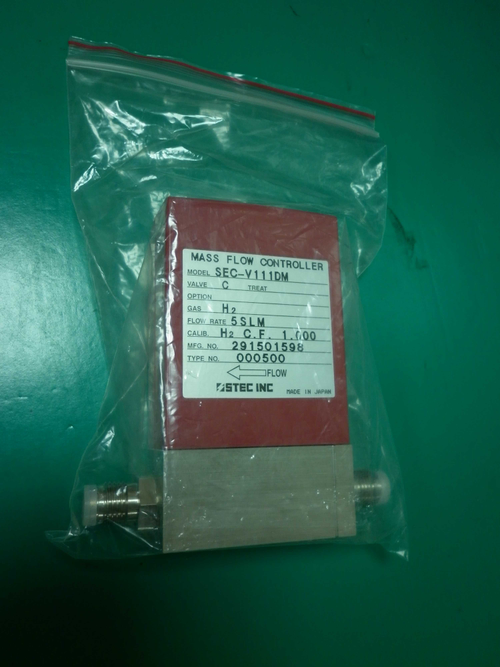 MASS FLOW CONTROLLER
MODEL SEC-V111DM
VALVE C TREAT
OPTION
GAS H₂
FLOW RATE 5SLM
CALIB. H₂ C.F. 1.000
MFG. NO. 291501598
TYPE NO. 000500
FLOW
STEC INC MADE IN JAPAN